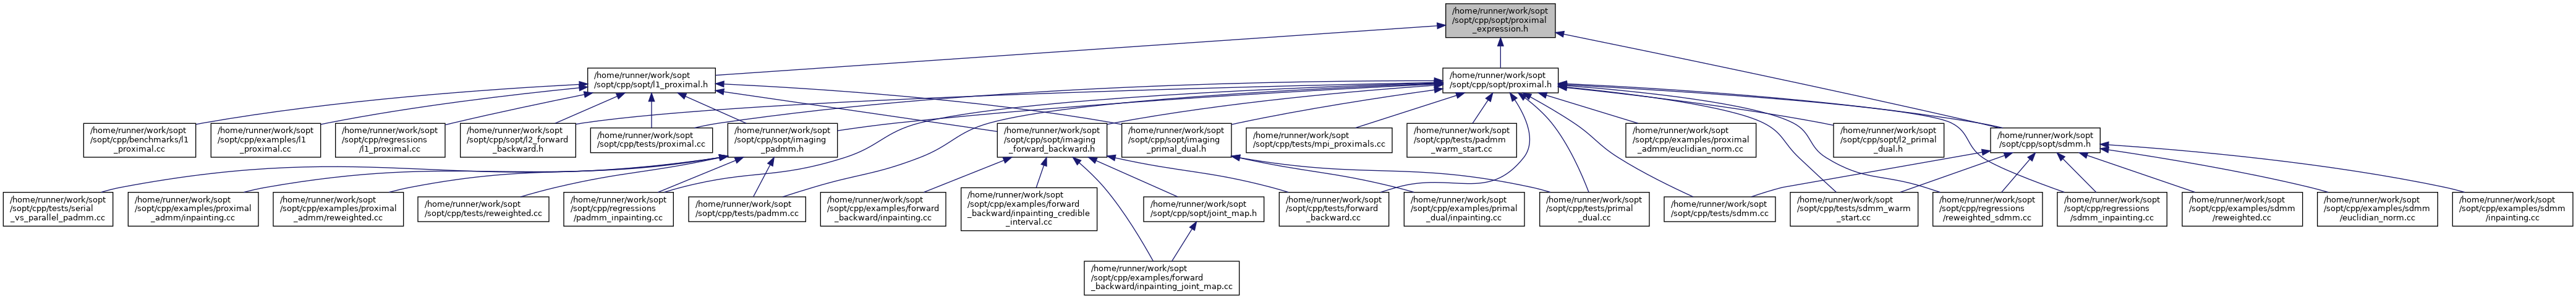 /home/runner/work/sopt
/sopt/cpp/sopt/proximal
_expression.h
/home/runner/work/sopt
/sopt/cpp/sopt/l1_proximal.h
/home/runner/work/sopt
/sopt/cpp/sopt/proximal.h
/home/runner/work/sopt
/sopt/cpp/benchmarks/l1
_proximal.cc
/home/runner/work/sopt
/sopt/cpp/examples/l1
_proximal.cc
/home/runner/work/sopt
/sopt/cpp/regressions
/l1_proximal.cc
/home/runner/work/sopt
/sopt/cpp/sopt/l2_forward
_backward.h
/home/runner/work/sopt
/sopt/cpp/tests/proximal.cc
/home/runner/work/sopt
/sopt/cpp/sopt/imaging
_padmm.h
/home/runner/work/sopt
/sopt/cpp/sopt/imaging
_forward_backward.h
/home/runner/work/sopt
/sopt/cpp/sopt/imaging
_primal_dual.h
/home/runner/work/sopt
/sopt/cpp/tests/mpi_proximals.cc
/home/runner/work/sopt
/sopt/cpp/tests/padmm
_warm_start.cc
/home/runner/work/sopt
/sopt/cpp/examples/proximal
_admm/euclidian_norm.cc
/home/runner/work/sopt
/sopt/cpp/sopt/l2_primal
_dual.h
/home/runner/work/sopt
/sopt/cpp/sopt/sdmm.h
/home/runner/work/sopt
/sopt/cpp/tests/serial
_vs_parallel_padmm.cc
/home/runner/work/sopt
/sopt/cpp/examples/proximal
_admm/inpainting.cc
/home/runner/work/sopt
/sopt/cpp/examples/proximal
_admm/reweighted.cc
/home/runner/work/sopt
/sopt/cpp/tests/reweighted.cc
/home/runner/work/sopt
/sopt/cpp/regressions
/padmm_inpainting.cc
/home/runner/work/sopt
/sopt/cpp/tests/padmm.cc
/home/runner/work/sopt
/sopt/cpp/examples/forward
_backward/inpainting.cc
/home/runner/work/sopt
/sopt/cpp/examples/forward
_backward/inpainting_credible
_interval.cc
/home/runner/work/sopt
/sopt/cpp/sopt/joint_map.h
/home/runner/work/sopt
/sopt/cpp/tests/forward
_backward.cc
/home/runner/work/sopt
/sopt/cpp/examples/primal
_dual/inpainting.cc
/home/runner/work/sopt
/sopt/cpp/tests/primal
_dual.cc
/home/runner/work/sopt
/sopt/cpp/tests/sdmm.cc
/home/runner/work/sopt
/sopt/cpp/tests/sdmm_warm
_start.cc
/home/runner/work/sopt
/sopt/cpp/regressions
/reweighted_sdmm.cc
/home/runner/work/sopt
/sopt/cpp/regressions
/sdmm_inpainting.cc
/home/runner/work/sopt
/sopt/cpp/examples/sdmm
/reweighted.cc
/home/runner/work/sopt
/sopt/cpp/examples/sdmm
/euclidian_norm.cc
/home/runner/work/sopt
/sopt/cpp/examples/sdmm
/inpainting.cc
/home/runner/work/sopt
/sopt/cpp/examples/forward
_backward/inpainting_joint_map.cc